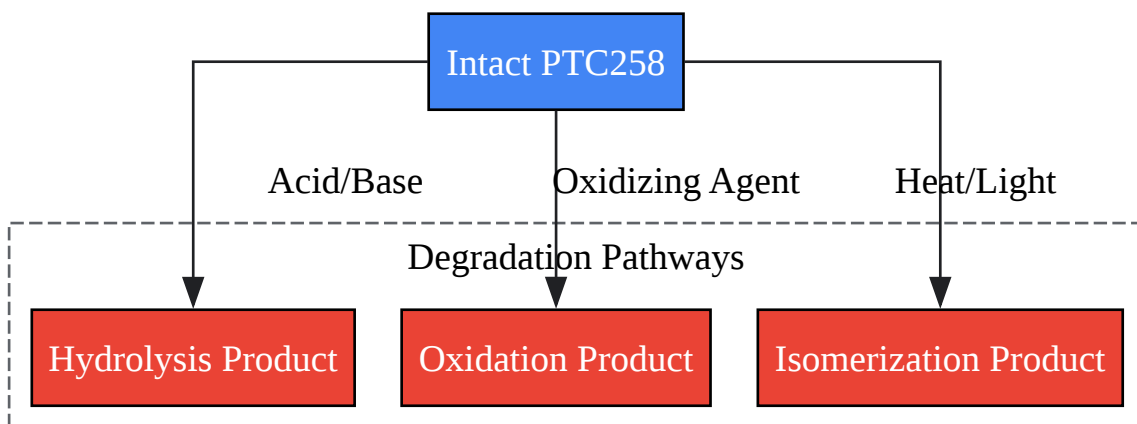 Intact PTC258
Acid/Base
Oxidizing Agent
Heat/Light
Degradation Pathways
Hydrolysis Product
Oxidation Product
Isomerization Product